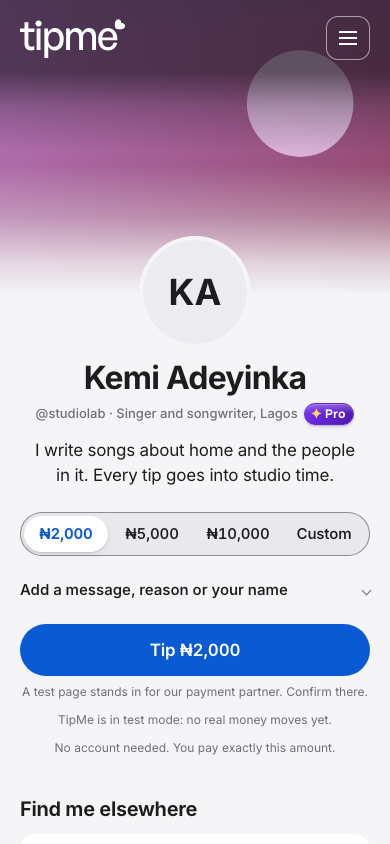 tipme
KA
Kemi Adeyinka
@studiolab · Singer and songwriter, Lagos Pro
I write songs about home and the people
in it. Every tip goes into studio time.
₦2,000 ₦5,000 ₦10,000 Custom
Add a message, reason or your name
Tip ₦2,000
A test page stands in for our payment partner. Confirm there.
TipMe is in test mode: no real money moves yet.
No account needed. You pay exactly this amount.
Find me elsewhere